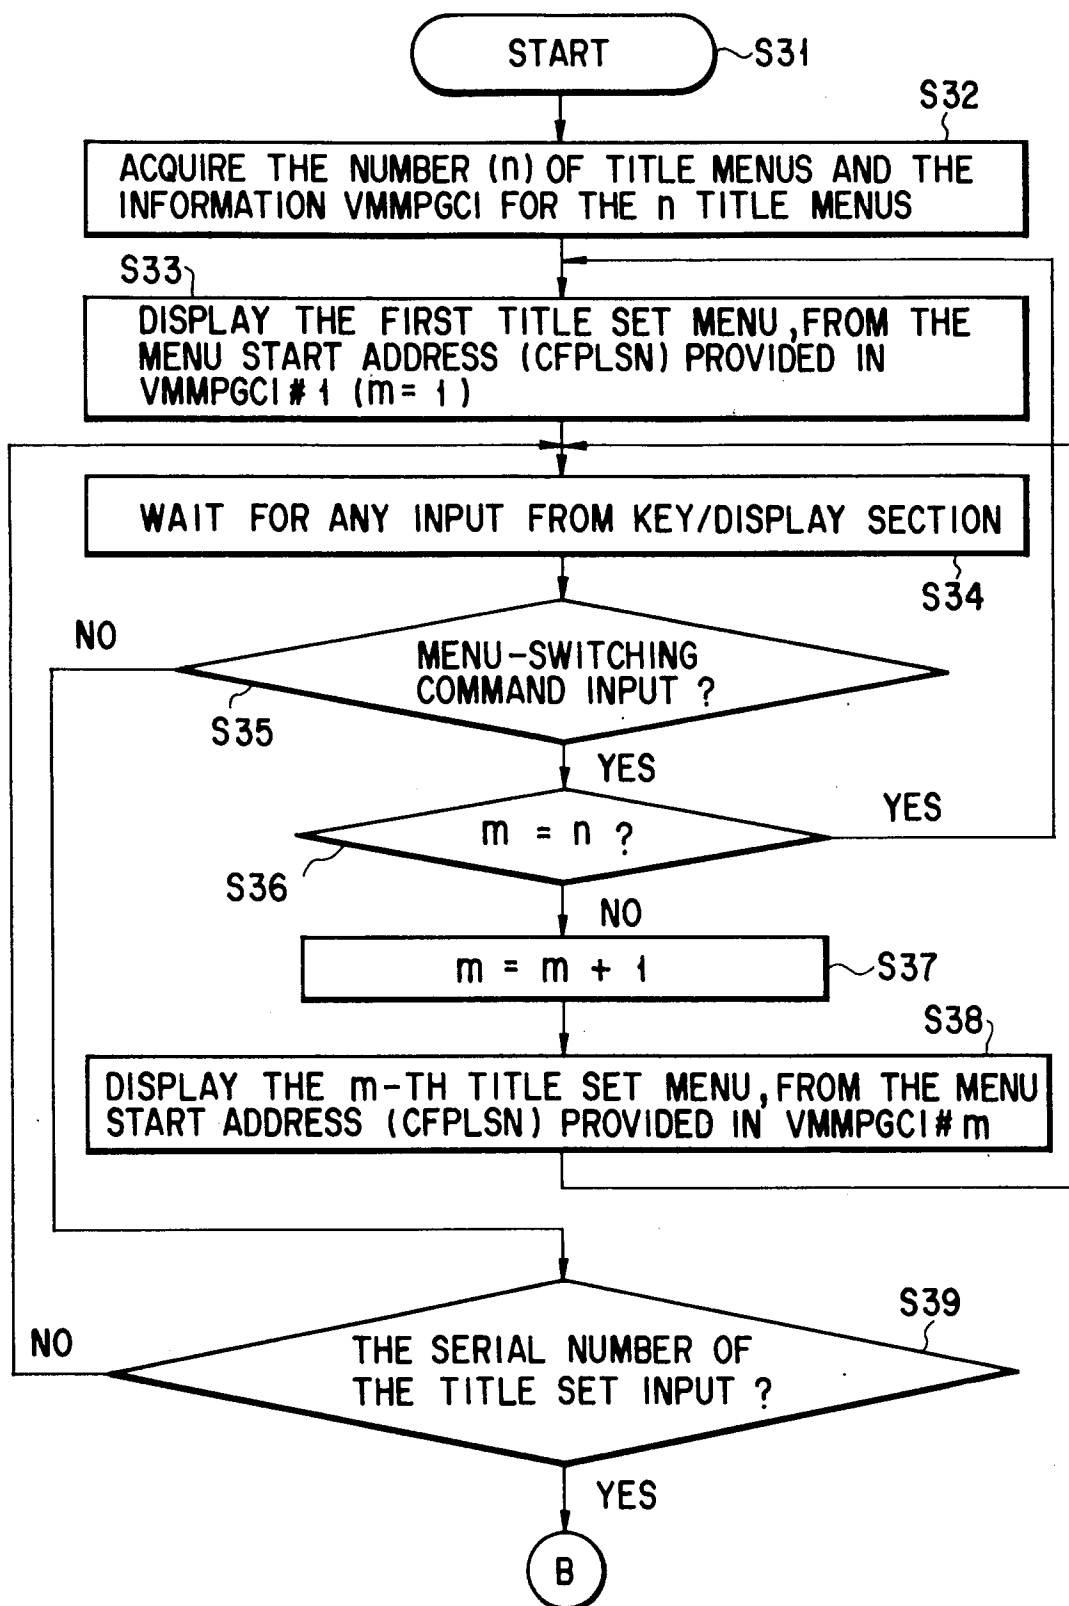 START
S31
S32
ACQUIRE THE NUMBER (n) OF TITLE MENUS AND THE
INFORMATION VMMPGCI FOR THE n TITLE MENUS
S33
DISPLAY THE FIRST TITLE SET MENU, FROM THE
MENU START ADDRESS (CFPLSN) PROVIDED IN
VMMPGCI#1 (m=1)
WAIT FOR ANY INPUT FROM KEY/DISPLAY SECTION
S34
NO
MENU-SWITCHING
COMMAND INPUT ?
S35
YES
YES
m = n ?
S36
NO
m = m + 1
S37
S38
DISPLAY THE m-TH TITLE SET MENU, FROM THE MENU
START ADDRESS (CFPLSN) PROVIDED IN VMMPGCI#m
S39
NO
THE SERIAL NUMBER OF
THE TITLE SET INPUT ?
YES
B